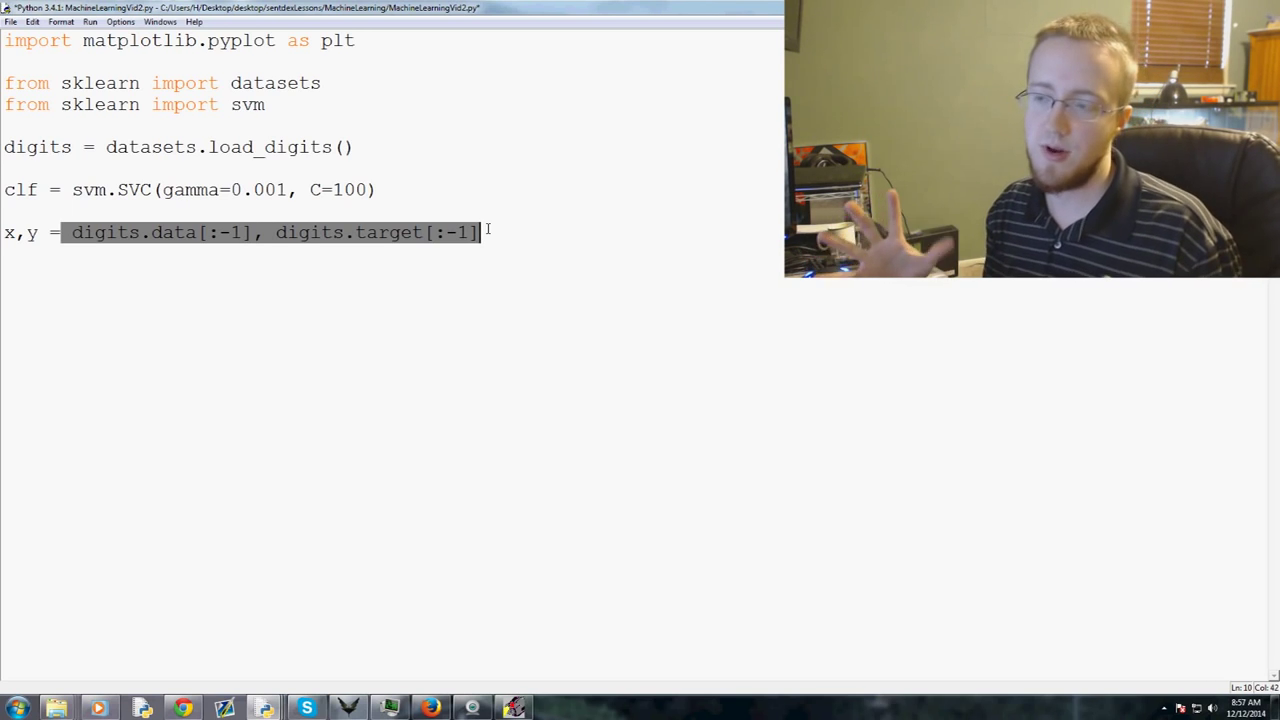 *Python 3.4.1: MachineLearningVid2.py - C:/Users/H/Desktop/desktop/sentdexLessons/MachineLearning/MachineLearningVid2.py*
File Edit Format Run Options Windows Help
import matplotlib.pyplot as plt
from sklearn import datasets
from sklearn import svm
digits = datasets.load_digits()
clf = svm.SVC(gamma=0.001, C=100)
x,y = digits.data[:-1], digits.target[:-1]
Ln: 10 Col: 42
8:57 AM
12/12/2014